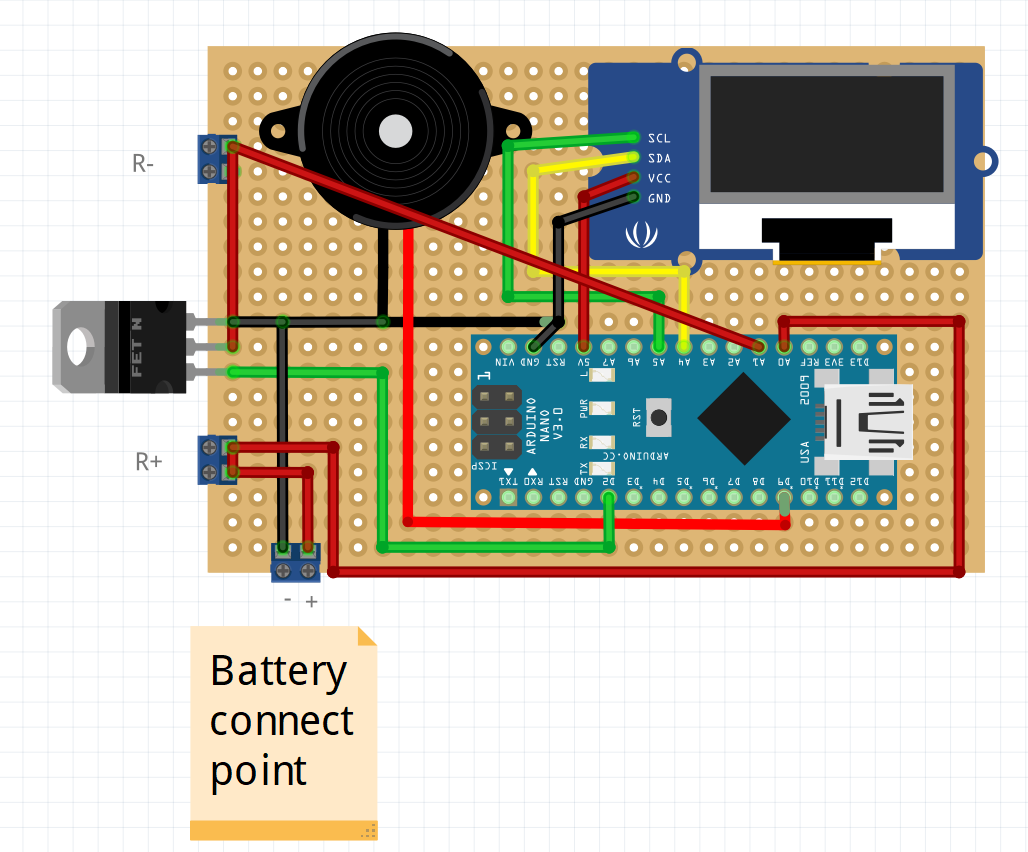 SCL
SDA
VCC
GND
R-
FET N
VIN GND RST 5V A7 A6 A5 A4 A3 A2 A1 A0 REF 3V3 D13
L
PWR
RX
TX
RST
ARDUINO
NANO
V3.0
ARDUINO.CC
ICSP
1
2009
USA
TX1 RX0 RST GND D2 D3 D4 D5 D6 D7 D8 D9 D10 D11 D12
R+
- +
Battery
connect
point